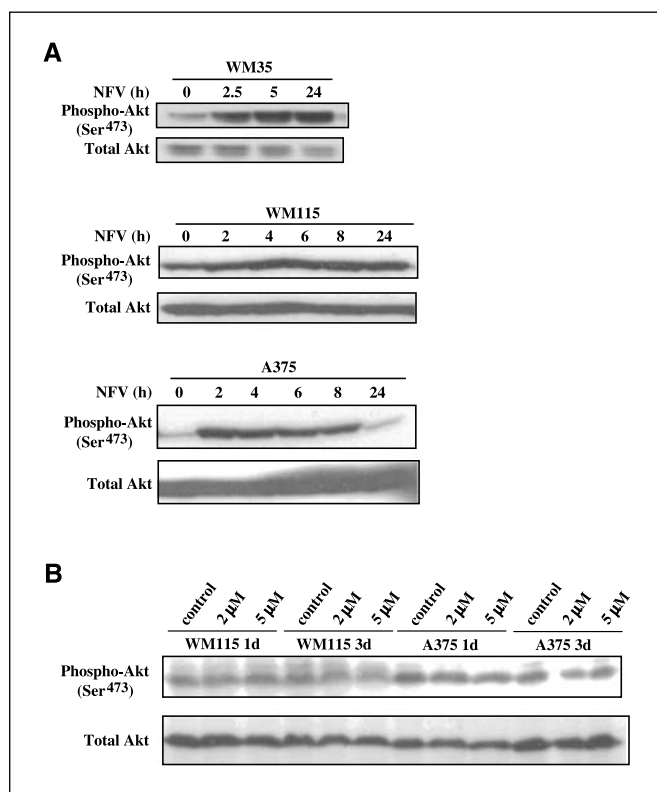 A
WM35
NFV (h) 0 2.5 5 24
Phospho-Akt
(Ser473)
Total Akt
WM115
NFV (h) 0 2 4 6 8 24
Phospho-Akt
(Ser473)
Total Akt
A375
NFV (h) 0 2 4 6 8 24
Phospho-Akt
(Ser473)
Total Akt
B
control 2 µM 5 µM control 2 µM 5 µM control 2 µM 5 µM control 2 µM 5 µM
WM115 1d WM115 3d A375 1d A375 3d
Phospho-Akt
(Ser473)
Total Akt